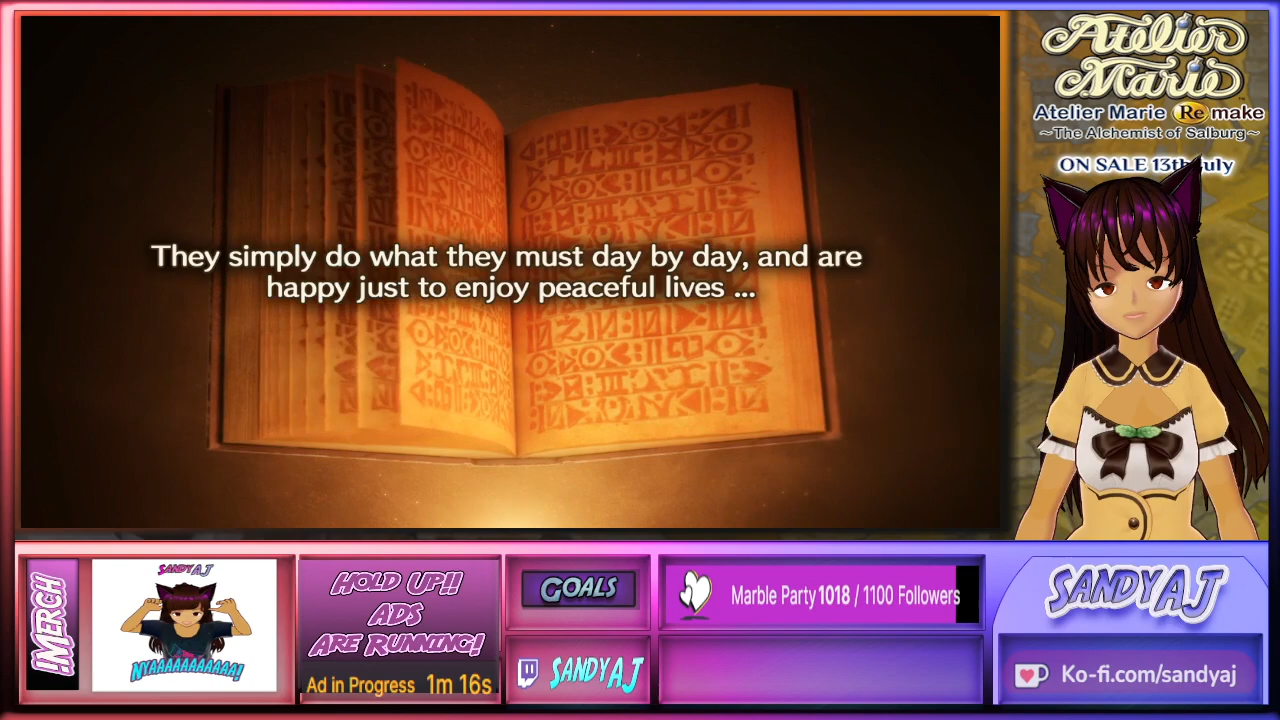 They simply do what they must day by day, and are
happy just to enjoy peaceful lives ...
Atelier
Marie
Atelier Marie Remake
~The Alchemist of Salburg~
ON SALE 13th July
!MERCH
SANDYAJ
NYAAAAAAAAAAA!
HOLD UP!!
ADS
ARE RUNNING!
Ad in Progress 1m 16s
GOALS
SANDYAJ
Marble Party 1018 / 1100 Followers
SANDYAJ
Ko-fi.com/sandyaj